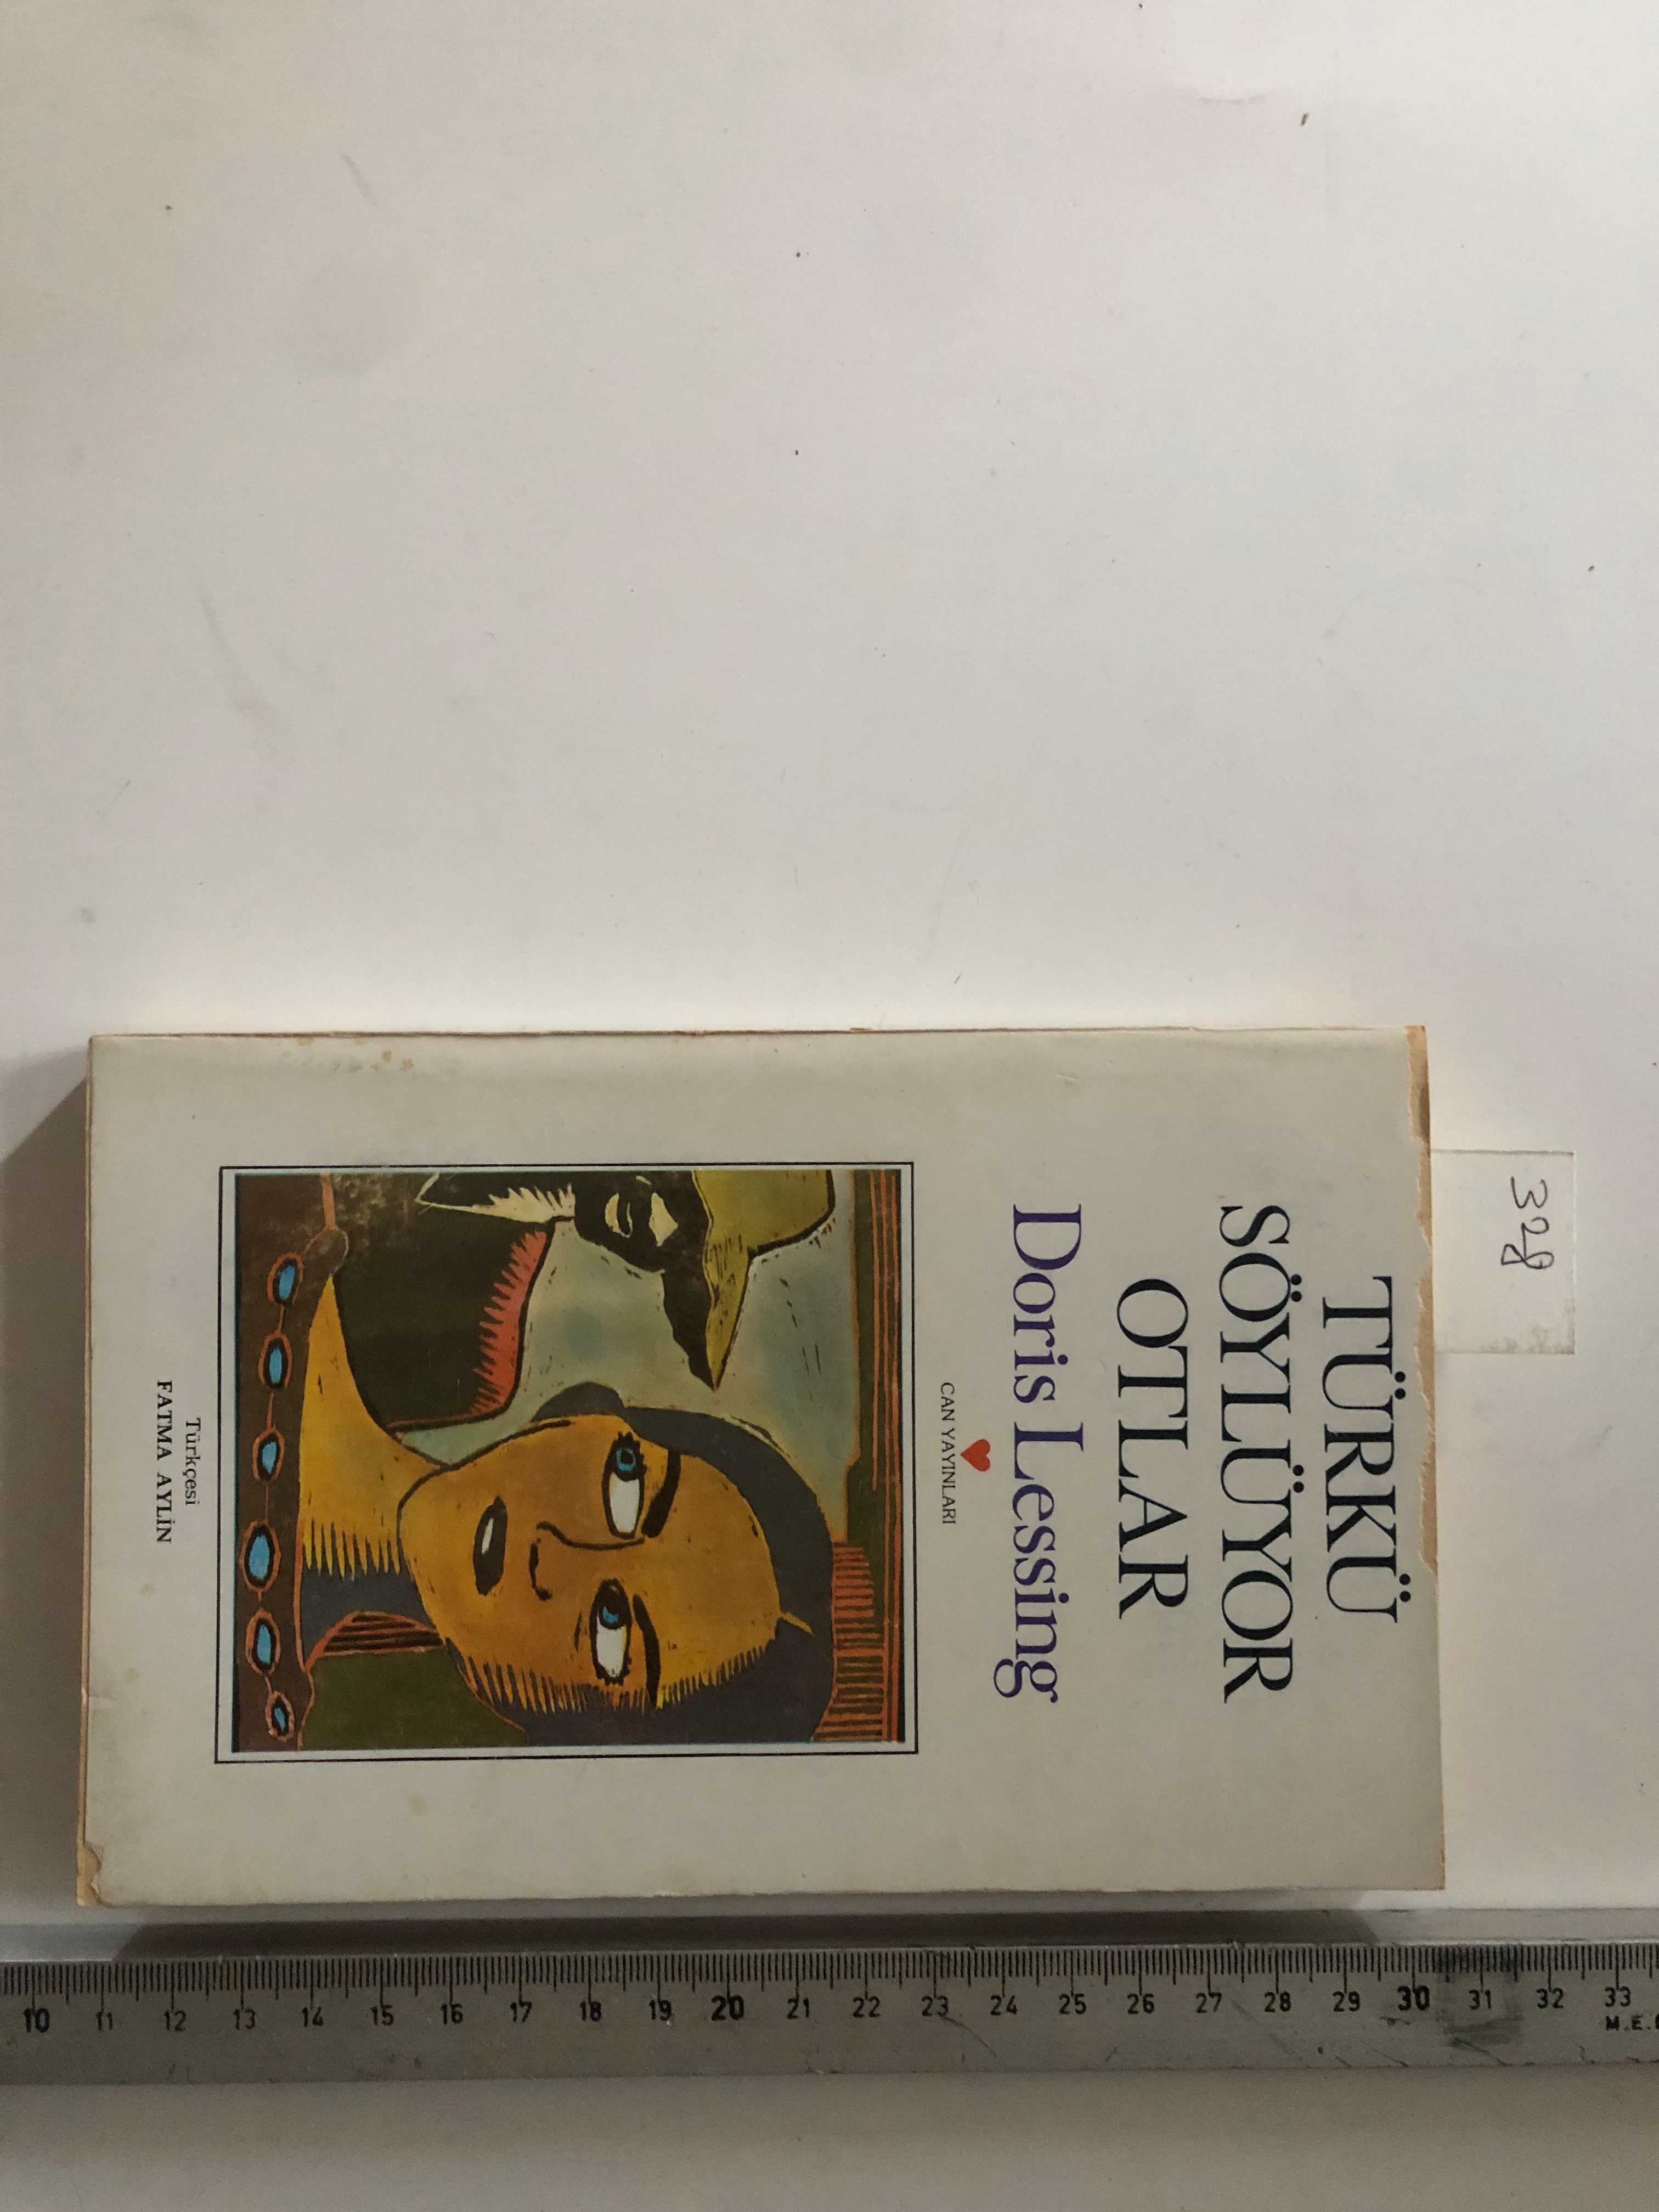 328
TÜRKÜ
SÖYLÜYOR
OTLAR
Doris Lessing
CAN YAYINLARI
Türkçesi
FATMA AYLİN
10 11 12 13 14 15 16 17 18 19 20 21 22 23 24 25 26 27 28 29 30 31 32 33
M.E.